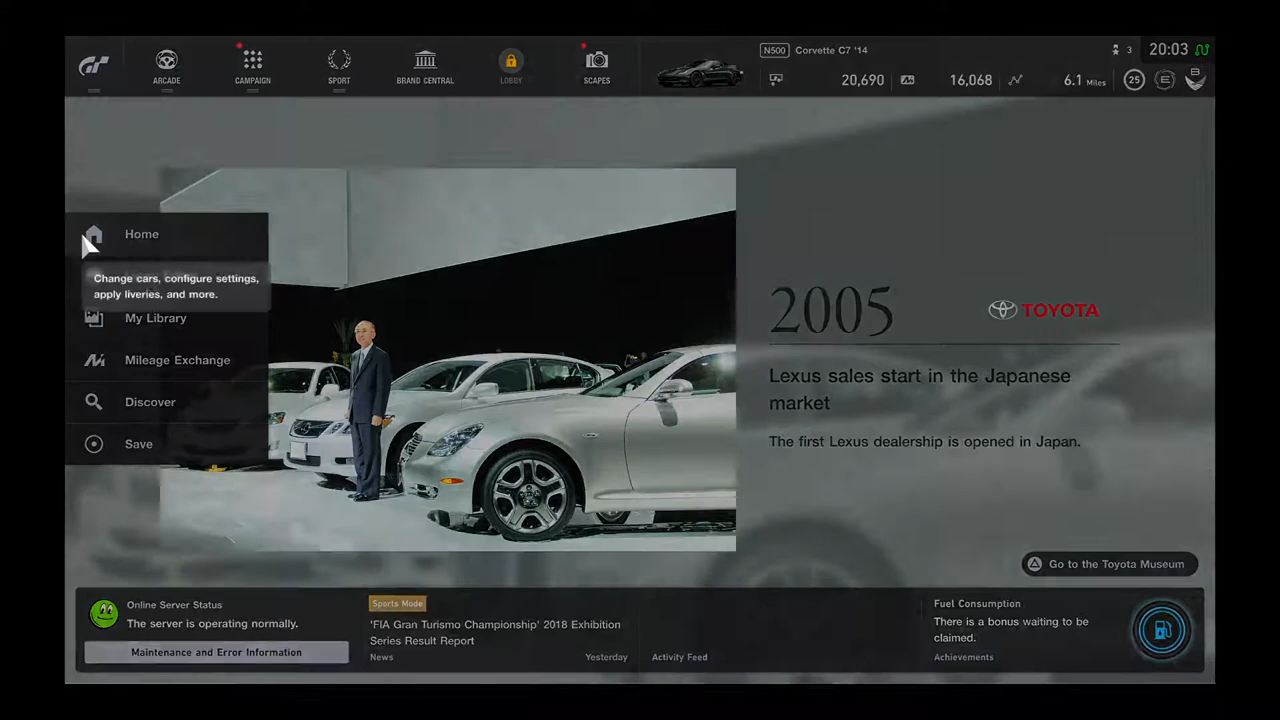 ARCADE
CAMPAIGN
SPORT
BRAND CENTRAL
LOBBY
SCAPES
N500 Corvette C7 '14
3 20:03
20,690 16,068 6.1 Miles 25 E B
Home
Change cars, configure settings,
apply liveries, and more.
My Library
Mileage Exchange
Discover
Save
2005 TOYOTA
Lexus sales start in the Japanese
market
The first Lexus dealership is opened in Japan.
Go to the Toyota Museum
Online Server Status
The server is operating normally.
Maintenance and Error Information
Sports Mode
'FIA Gran Turismo Championship' 2018 Exhibition
Series Result Report
News Yesterday
Activity Feed
Fuel Consumption
There is a bonus waiting to be
claimed.
Achievements